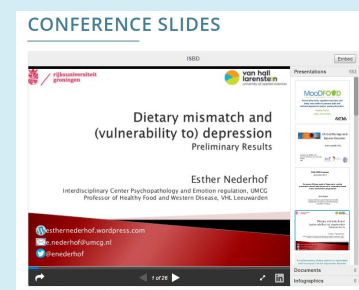 CONFERENCE SLIDES
ISBD
Embed
rijksuniversiteit
groningen
van hall
larenstein
university of applied sciences
Dietary mismatch and
(vulnerability to) depression
Preliminary Results
Esther Nederhof
Interdisciplinary Center Psychopathology and Emotion regulation, UMCG
Professor of Healthy Food and Western Disease, VHL Leeuwarden
esthernederhof.wordpress.com
e.nederhof@umcg.nl
@enederhof
1 of 26
Presentations
MooDFOOD
Documents
Infographics